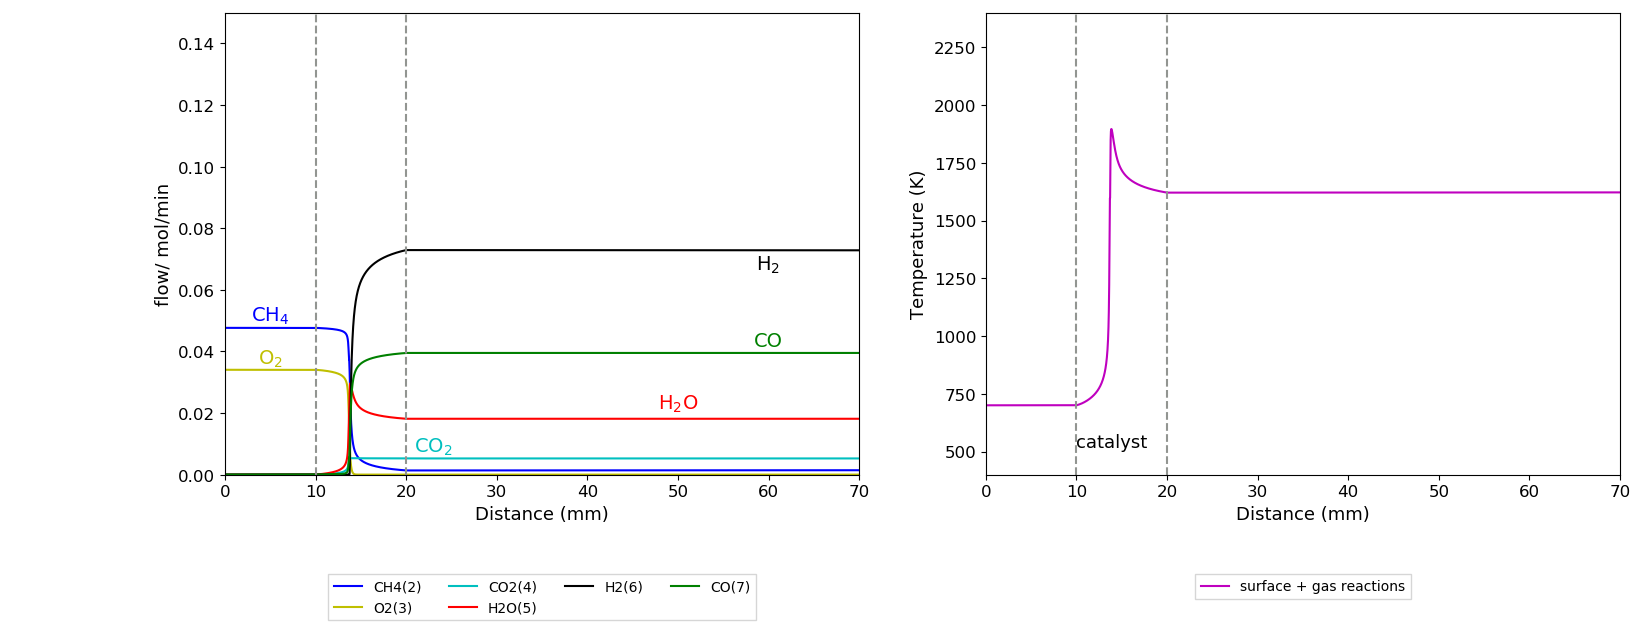 0.14
0.12
0.10
0.08
0.06
0.04
0.02
0.00
flow/ mol/min
CH₄
O₂
H₂
CO
H₂O
CO₂
0 10 20 30 40 50 60 70
Distance (mm)
CH4(2) CO2(4) H2(6) CO(7)
O2(3) H2O(5)
2250
2000
1750
1500
1250
1000
750
500
Temperature (K)
catalyst
0 10 20 30 40 50 60 70
Distance (mm)
surface + gas reactions